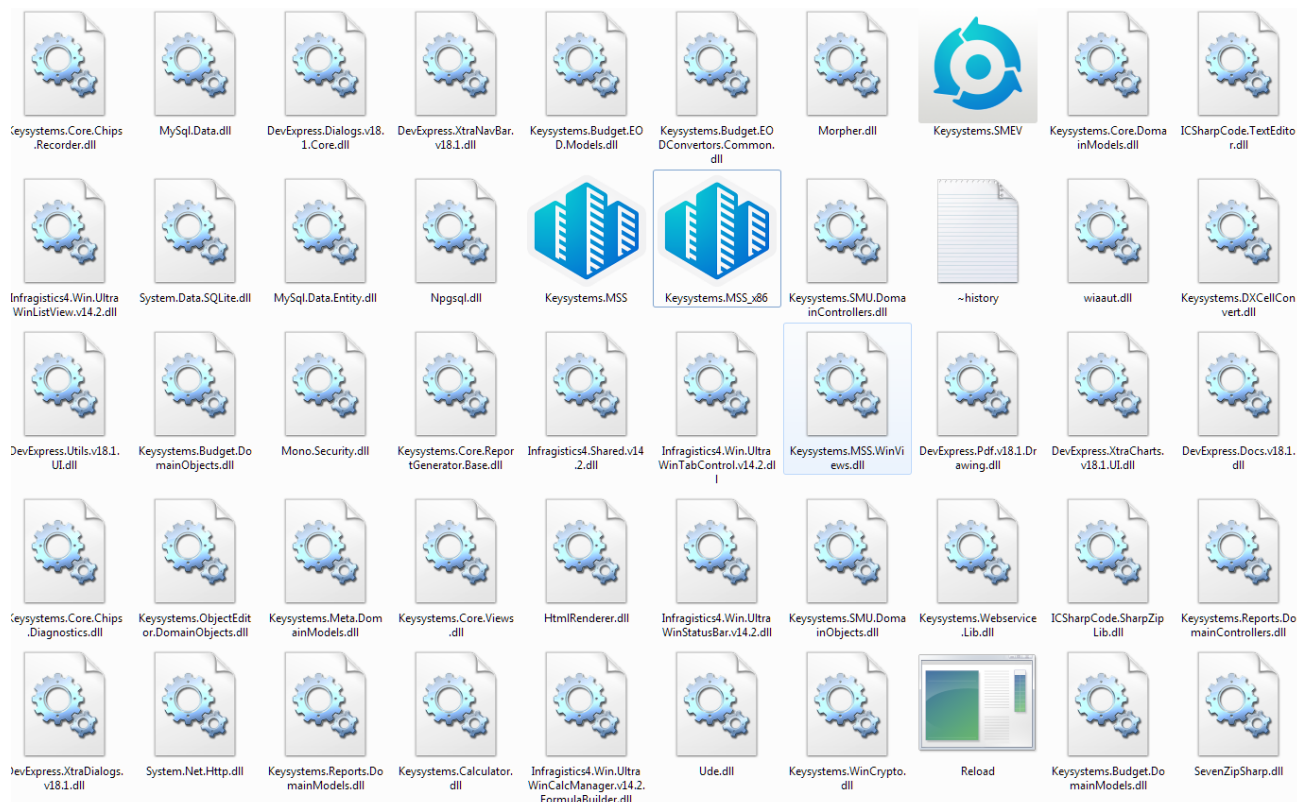 Keysystems.Core.Chips
.Recorder.dll
MySql.Data.dll
DevExpress.Dialogs.v18.
1.Core.dll
DevExpress.XtraNavBar.
v18.1.dll
Keysystems.Budget.EO
D.Models.dll
Keysystems.Budget.EO
DConvertors.Common.
dll
Morpher.dll
Keysystems.SMEV
Keysystems.Core.Doma
inModels.dll
ICSharpCode.TextEdito
r.dll
Infragistics4.Win.Ultra
WinListView.v14.2.dll
System.Data.SQLite.dll
MySql.Data.Entity.dll
Npgsql.dll
Keysystems.MSS
Keysystems.MSS_x86
Keysystems.SMU.Doma
inControllers.dll
~history
wiaaut.dll
Keysystems.DXCellCon
vert.dll
DevExpress.Utils.v18.1.
UI.dll
Keysystems.Budget.Do
mainObjects.dll
Mono.Security.dll
Keysystems.Core.Repor
tGenerator.Base.dll
Infragistics4.Shared.v14
.2.dll
Infragistics4.Win.Ultra
WinTabControl.v14.2.dl
l
Keysystems.MSS.WinVi
ews.dll
DevExpress.Pdf.v18.1.Dr
awing.dll
DevExpress.XtraCharts.
v18.1.UI.dll
DevExpress.Docs.v18.1.
dll
Keysystems.Core.Chips
.Diagnostics.dll
Keysystems.ObjectEdit
or.DomainObjects.dll
Keysystems.Meta.Dom
ainModels.dll
Keysystems.Core.Views
.dll
HtmlRenderer.dll
Infragistics4.Win.Ultra
WinStatusBar.v14.2.dll
Keysystems.SMU.Doma
inObjects.dll
Keysystems.Webservice
.Lib.dll
ICSharpCode.SharpZip
Lib.dll
Keysystems.Reports.Do
mainControllers.dll
DevExpress.XtraDialogs.
v18.1.dll
System.Net.Http.dll
Keysystems.Reports.Do
mainModels.dll
Keysystems.Calculator.
dll
Infragistics4.Win.Ultra
WinCalcManager.v14.2.
FormulaBuilder.dll
Ude.dll
Keysystems.WinCrypto.
dll
Reload
Keysystems.Budget.Do
mainModels.dll
SevenZipSharp.dll